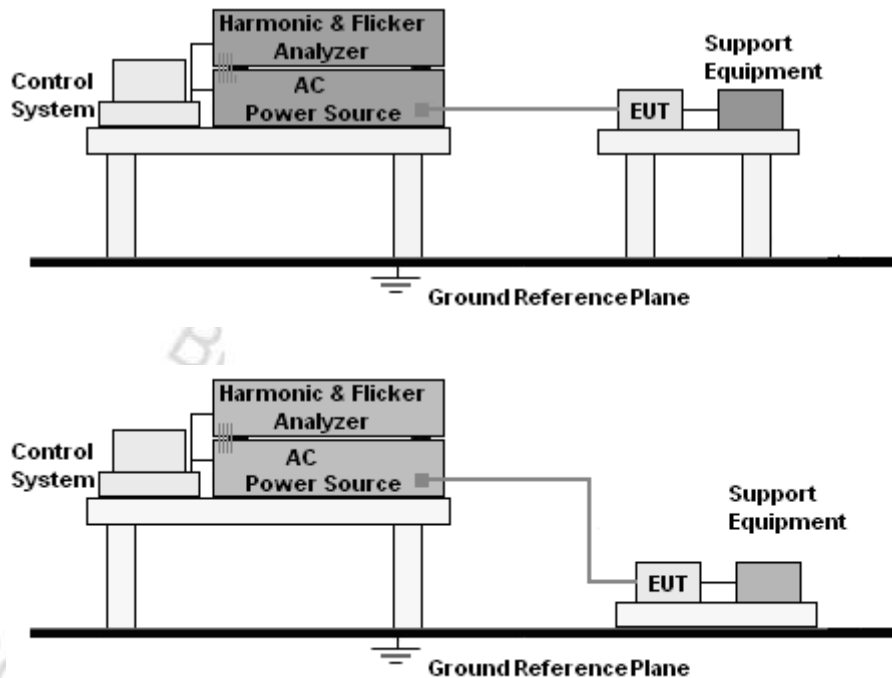 Harmonic & Flicker
Analyzer
Control
System
AC
Power Source
Support
Equipment
EUT
Ground Reference Plane
Harmonic & Flicker
Analyzer
Control
System
AC
Power Source
Support
Equipment
EUT
Ground Reference Plane